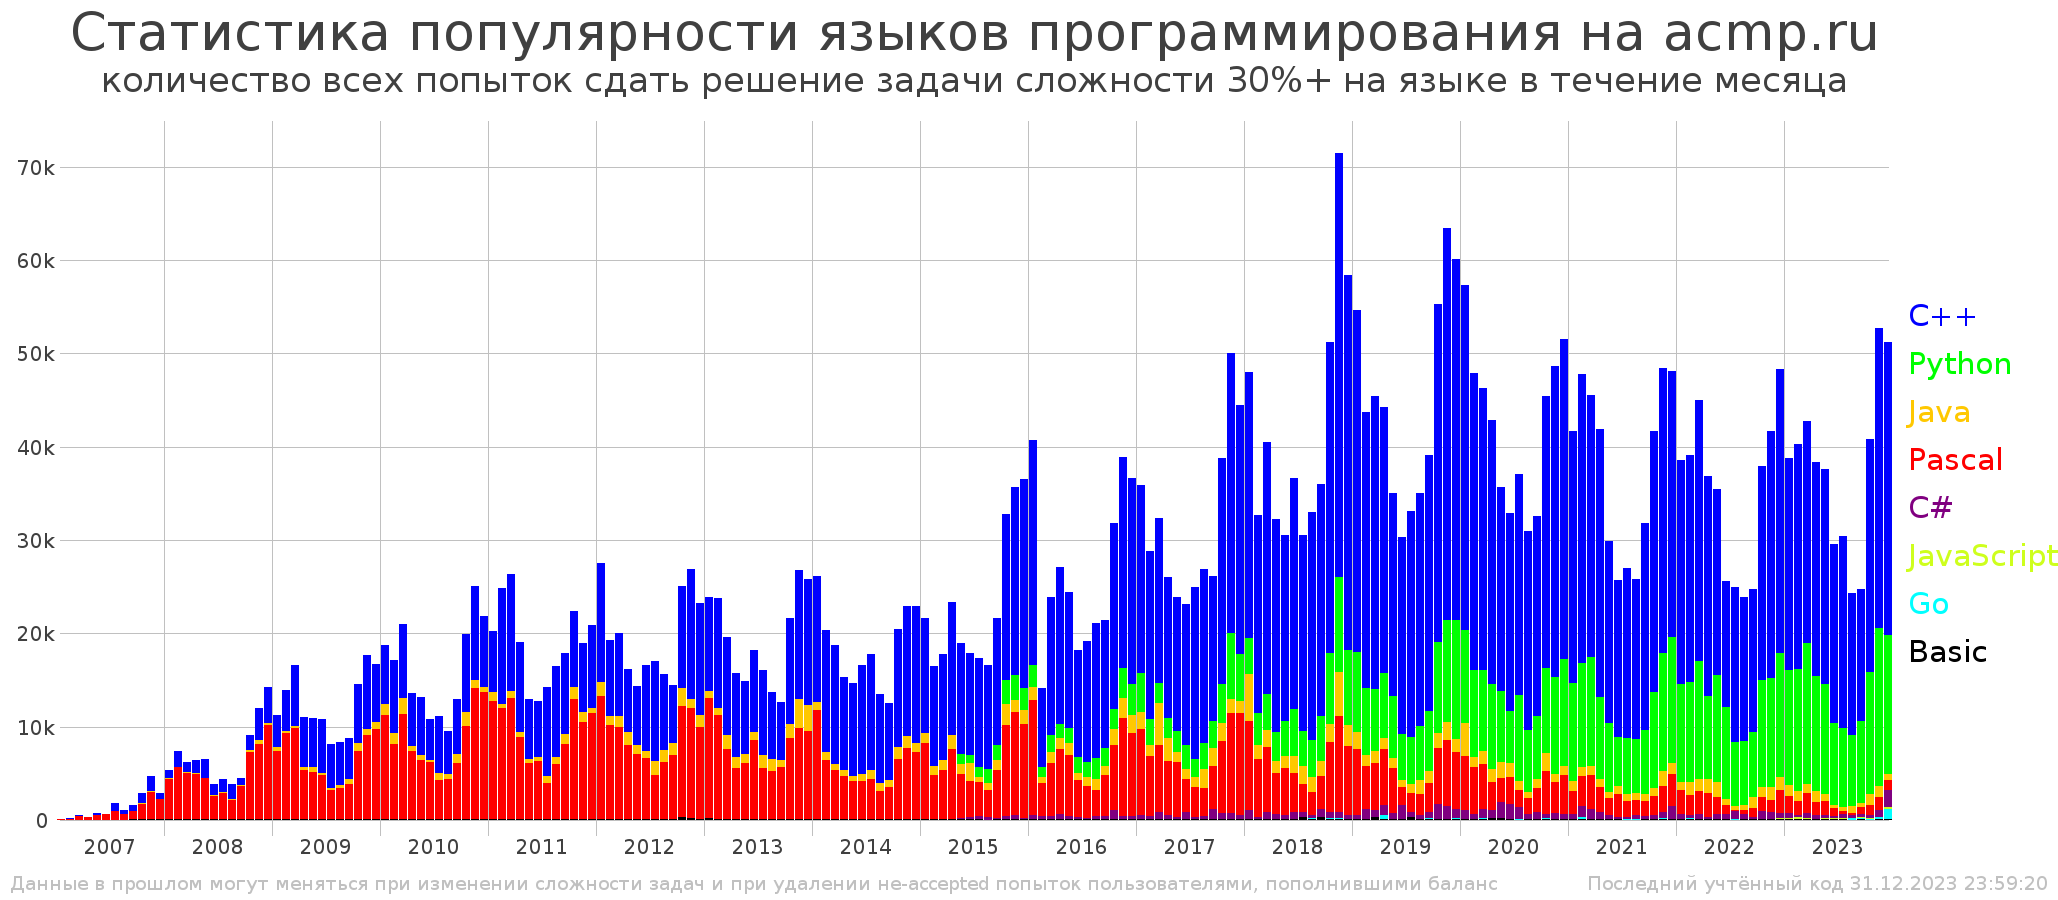 Статистика популярности языков программирования на acmp.ru
количество всех попыток сдать решение задачи сложности 30%+ на языке в течение месяца
70k
60k
50k
40k
30k
20k
10k
0
C++
Python
Java
Pascal
C#
JavaScript
Go
Basic
2007 2008 2009 2010 2011 2012 2013 2014 2015 2016 2017 2018 2019 2020 2021 2022 2023
Данные в прошлом могут меняться при изменении сложности задач и при удалении не-accepted попыток пользователями, пополнившими баланс
Последний учтённый код 31.12.2023 23:59:20